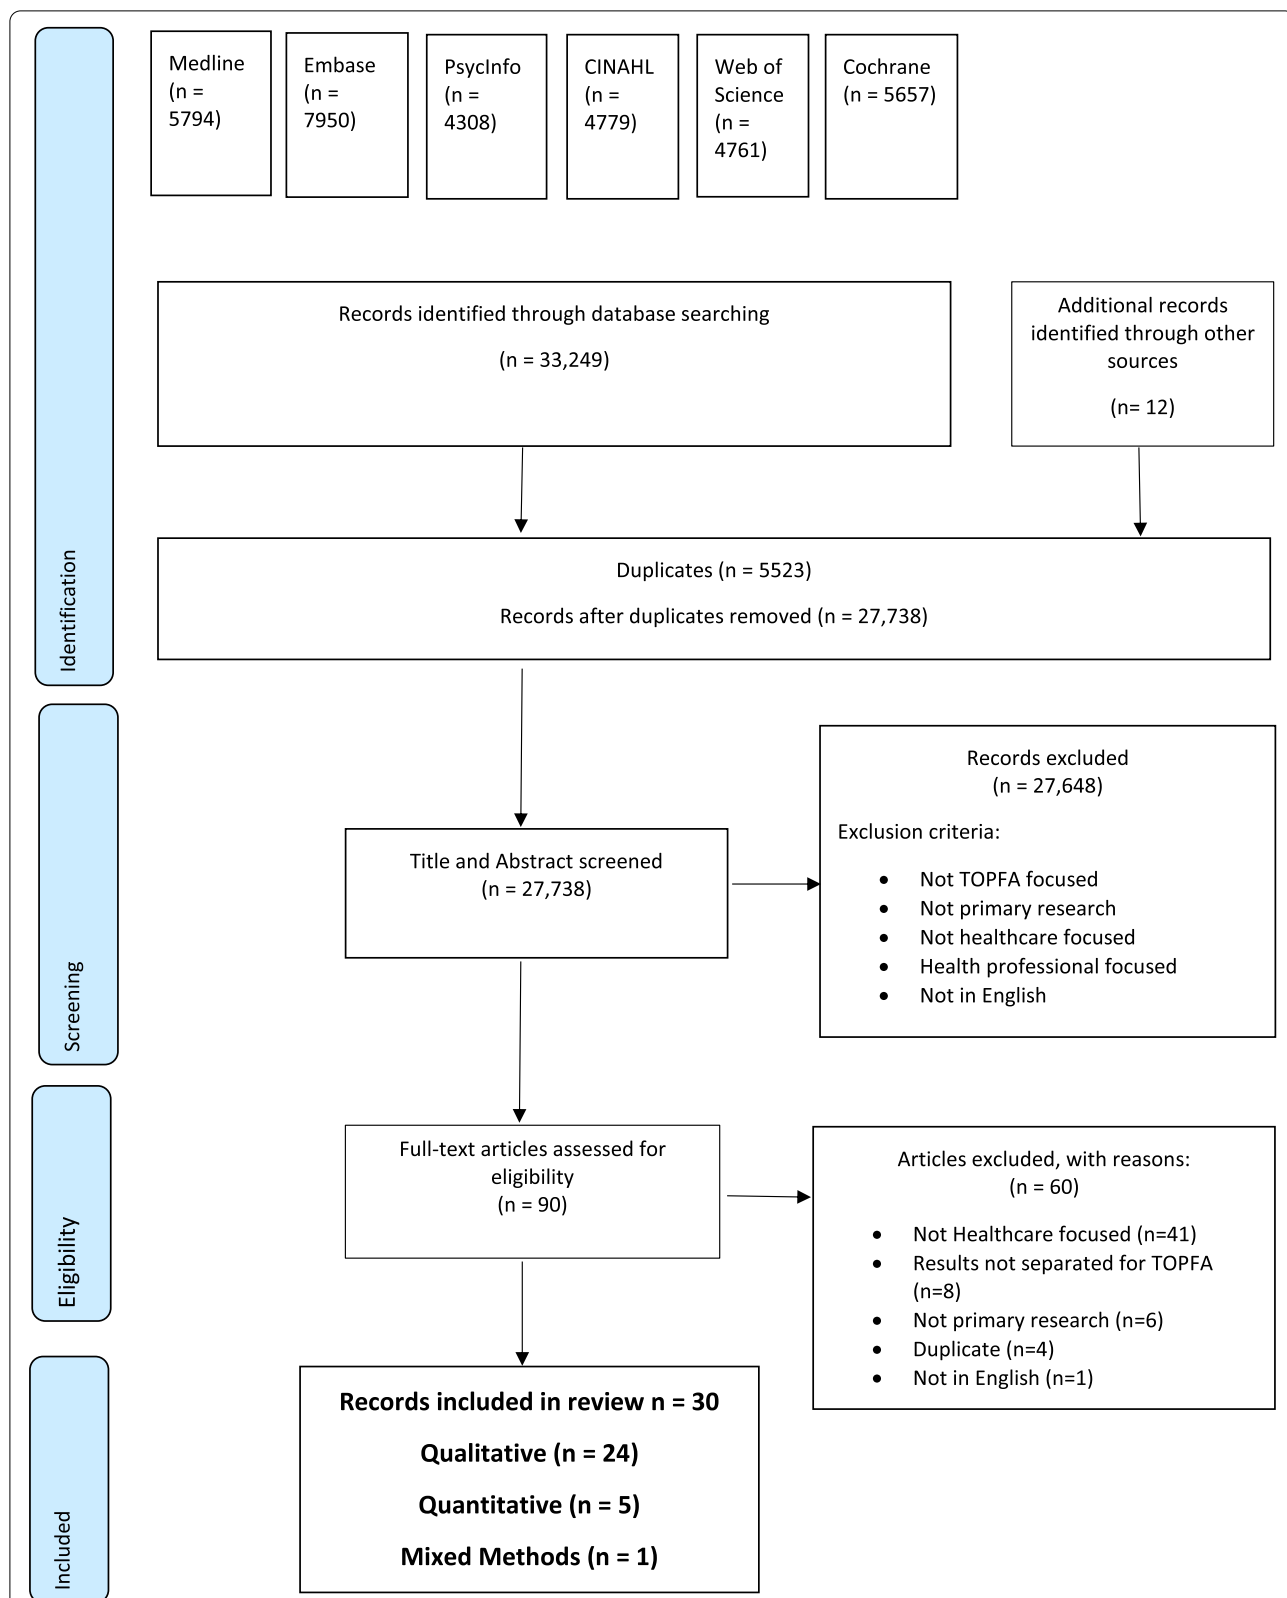 Medline
(n =
5794)
Embase
(n =
7950)
PsycInfo
(n =
4308)
CINAHL
(n =
4779)
Web of
Science
(n =
4761)
Cochrane
(n = 5657)
Records identified through database searching
(n = 33,249)
Additional records
identified through other
sources
(n= 12)
Identification
Duplicates (n = 5523)
Records after duplicates removed (n = 27,738)
Screening
Title and Abstract screened
(n = 27,738)
Records excluded
(n = 27,648)
Exclusion criteria:
• Not TOPFA focused
• Not primary research
• Not healthcare focused
• Health professional focused
• Not in English
Eligibility
Full-text articles assessed for
eligibility
(n = 90)
Articles excluded, with reasons:
(n = 60)
• Not Healthcare focused (n=41)
• Results not separated for TOPFA
(n=8)
• Not primary research (n=6)
• Duplicate (n=4)
• Not in English (n=1)
Included
Records included in review n = 30
Qualitative (n = 24)
Quantitative (n = 5)
Mixed Methods (n = 1)